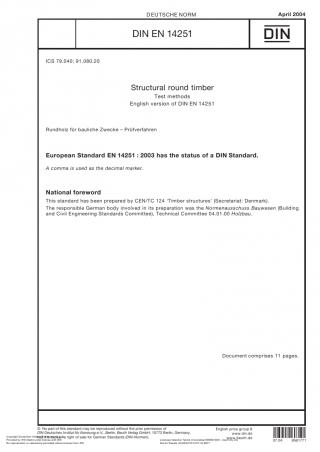 DEUTSCHE NORM
April 2004
DIN EN 14251
DIN
ICS 79.040; 91.080.20
Structural round timber
Test methods
English version of DIN EN 14251
Rundholz für bauliche Zwecke – Prüfverfahren
European Standard EN 14251 : 2003 has the status of a DIN Standard.
A comma is used as the decimal marker.
National foreword
This standard has been prepared by CEN/TC 124 ‘Timber structures’ (Secretariat: Denmark).
The responsible German body involved in its preparation was the Normenausschuss Bauwesen (Building
and Civil Engineering Standards Committee), Technical Committee 04.01.00 Holzbau.
Document comprises 11 pages.
© No part of this standard may be reproduced without the prior permission of
DIN Deutsches Institut für Normung e.V., Berlin. Beuth Verlag GmbH, 10772 Berlin, Germany,
right of sale for German Standards (DIN-Normen).
English price group 8
www.din.de
www.beuth.de
07.04